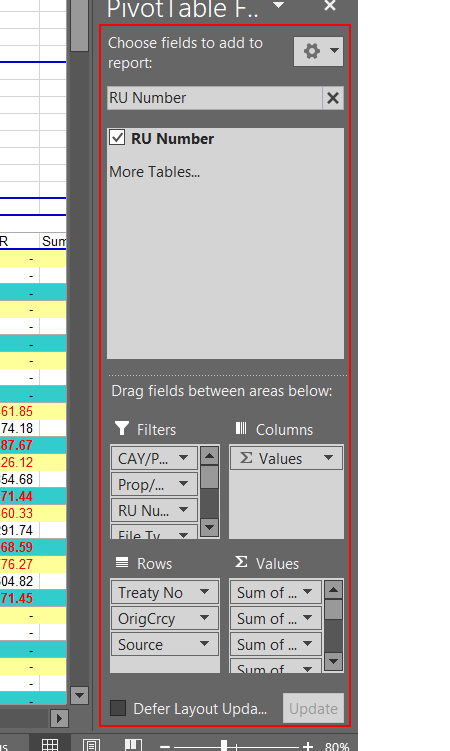 PivotTable F..
Choose fields to add to
report:
RU Number
RU Number
More Tables...
R Sum
-
-
-
-
-
-
-
-
-
61.85
74.18
87.67
26.12
54.68
71.44
60.33
291.74
68.59
76.27
604.82
71.45
-
-
-
-
-
-
Drag fields between areas below:
Filters
CAY/P...
Prop/...
RU Nu...
File Ty
Columns
Σ Values
Rows
Treaty No
OrigCrcy
Source
Σ Values
Sum of ...
Sum of ...
Sum of ...
Sum of
Defer Layout Upda...
Update
80%